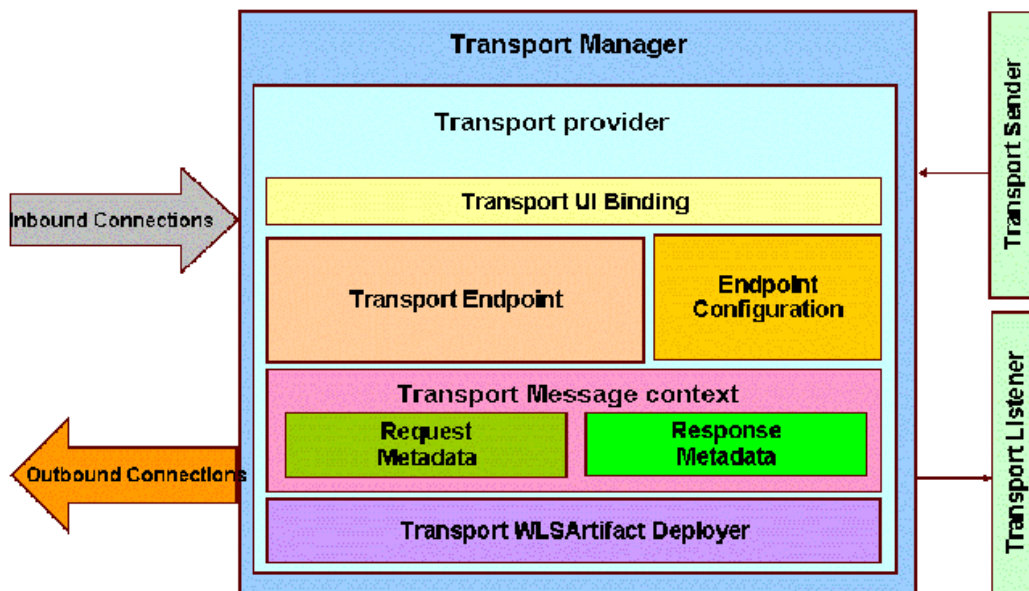 Transport Manager
Transport provider
Transport UI Binding
Transport Endpoint
Endpoint
Configuration
Transport Message context
Request
Metadata
Response
Metadata
Transport WLSArtifact Deployer
Inbound Connections
Outbound Connections
Transport Sender
Transport Listener